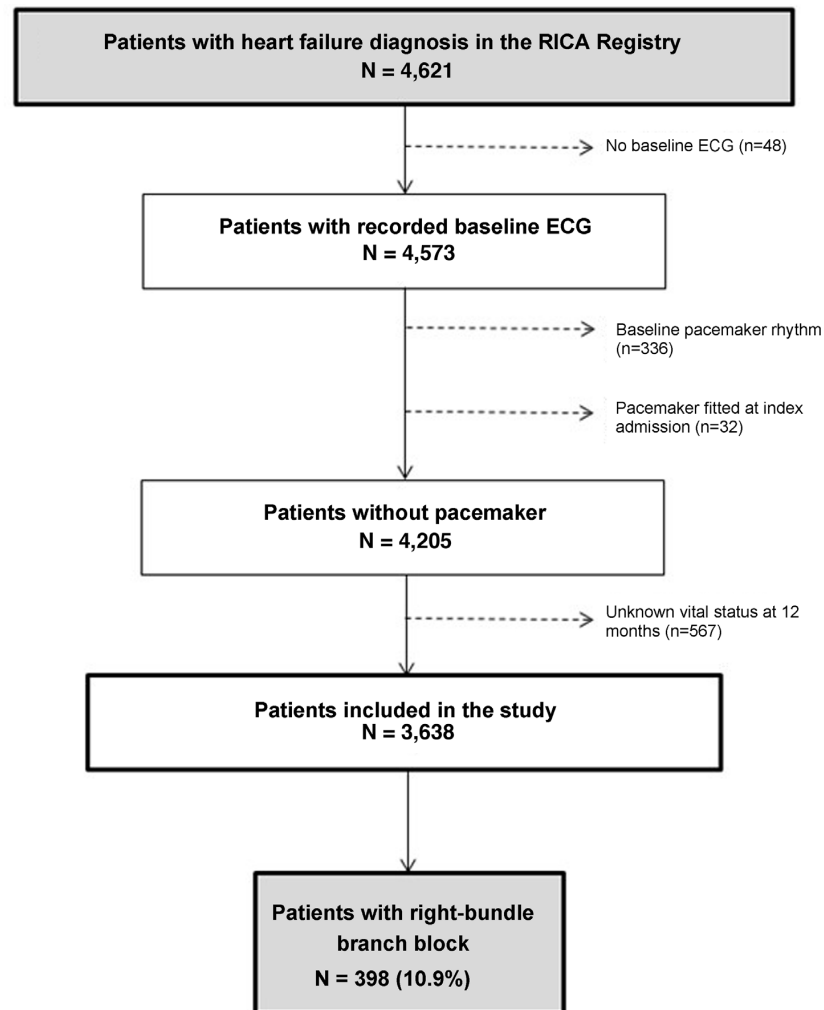 Patients with heart failure diagnosis in the RICA Registry
N = 4,621
No baseline ECG (n=48)
Patients with recorded baseline ECG
N = 4,573
Baseline pacemaker rhythm
(n=336)
Pacemaker fitted at index
admission (n=32)
Patients without pacemaker
N = 4,205
Unknown vital status at 12
months (n=567)
Patients included in the study
N = 3,638
Patients with right-bundle
branch block
N = 398 (10.9%)